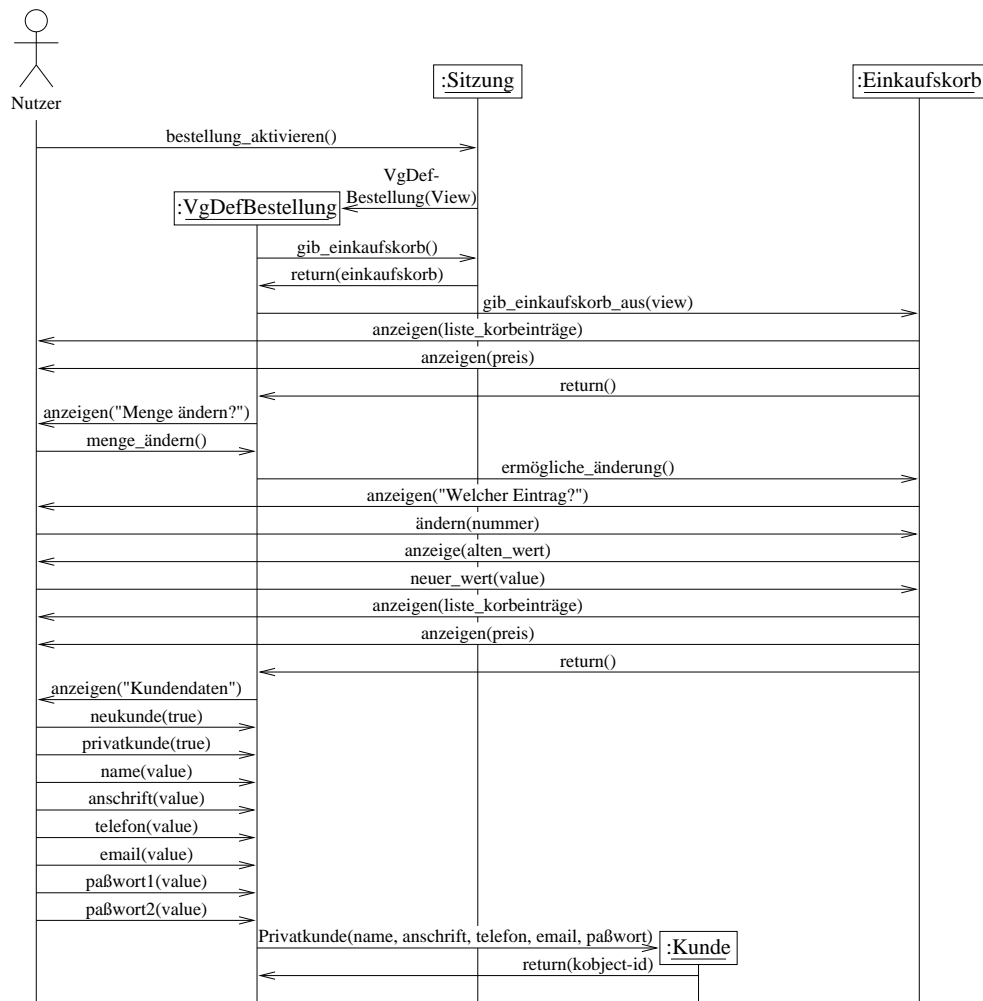 :Sitzung
:Einkaufskorb
Nutzer
bestellung_aktivieren()
VgDef-
Bestellung(View)
:VgDefBestellung
gib_einkaufskorb()
return(einkaufskorb)
gib_einkaufskorb_aus(view)
anzeigen(liste_korbeinträge)
anzeigen(preis)
return()
anzeigen("Menge ändern?")
menge_ändern()
ermögliche_änderung()
anzeigen("Welcher Eintrag?")
ändern(nummer)
anzeige(alten_wert)
neuer_wert(value)
anzeigen(liste_korbeinträge)
anzeigen(preis)
return()
anzeigen("Kundendaten")
neukunde(true)
privatkunde(true)
name(value)
anschrift(value)
telefon(value)
email(value)
paßwort1(value)
paßwort2(value)
Privatkunde(name, anschrift, telefon, email, paßwort)
:Kunde
return(kobject-id)